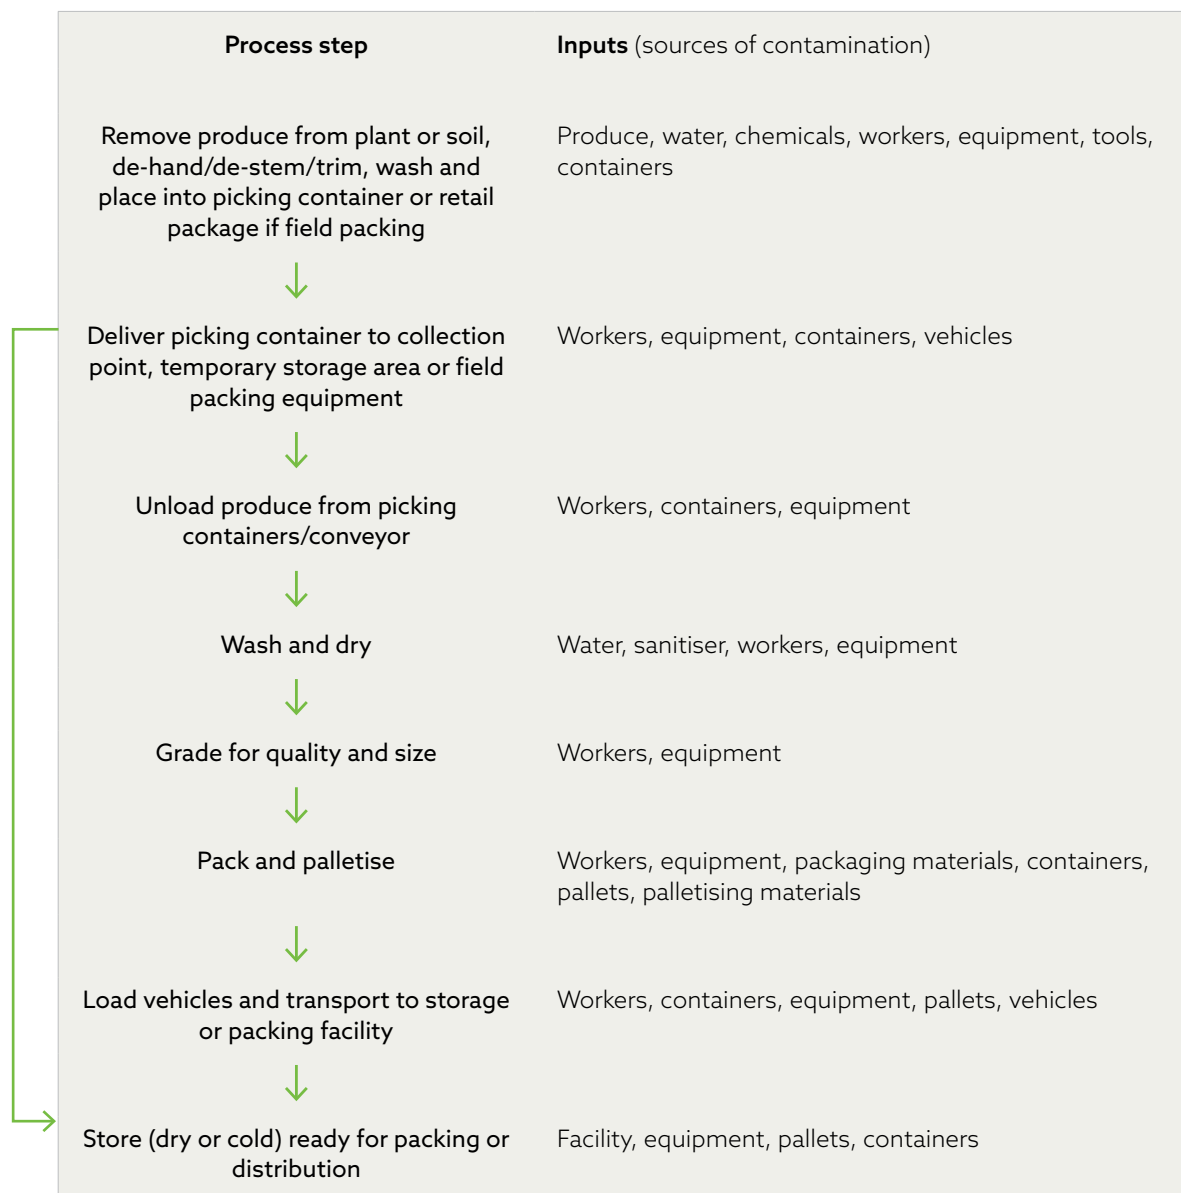 Process step
Inputs (sources of contamination)
Remove produce from plant or soil,
de-hand/de-stem/trim, wash and
place into picking container or retail
package if field packing
Produce, water, chemicals, workers, equipment, tools,
containers
Deliver picking container to collection
point, temporary storage area or field
packing equipment
Workers, equipment, containers, vehicles
Unload produce from picking
containers/conveyor
Workers, containers, equipment
Wash and dry
Water, sanitiser, workers, equipment
Grade for quality and size
Workers, equipment
Pack and palletise
Workers, equipment, packaging materials, containers,
pallets, palletising materials
Load vehicles and transport to storage
or packing facility
Workers, containers, equipment, pallets, vehicles
Store (dry or cold) ready for packing or
distribution
Facility, equipment, pallets, containers